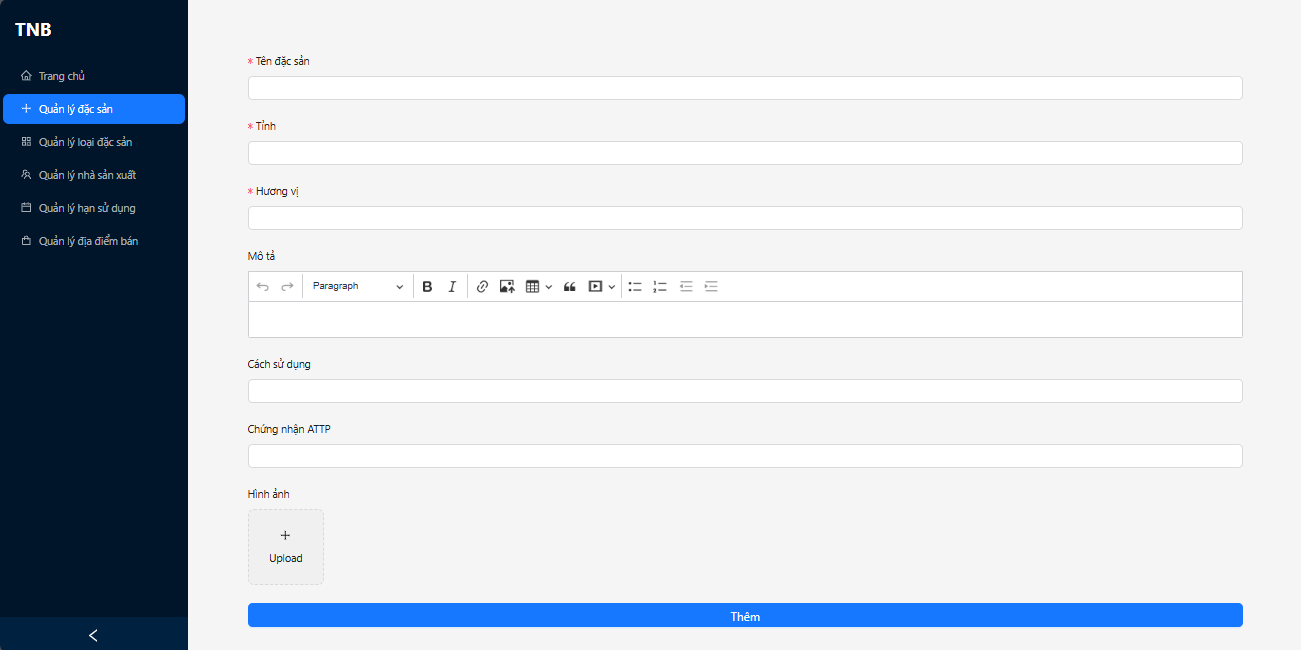 TNB
Trang chủ
Quản lý đặc sản
Quản lý loại đặc sản
Quản lý nhà sản xuất
Quản lý hạn sử dụng
Quản lý địa điểm bán
* Tên đặc sản
* Tỉnh
* Hương vị
Mô tả
Paragraph
Cách sử dụng
Chứng nhận ATTP
Hình ảnh
Upload
Thêm